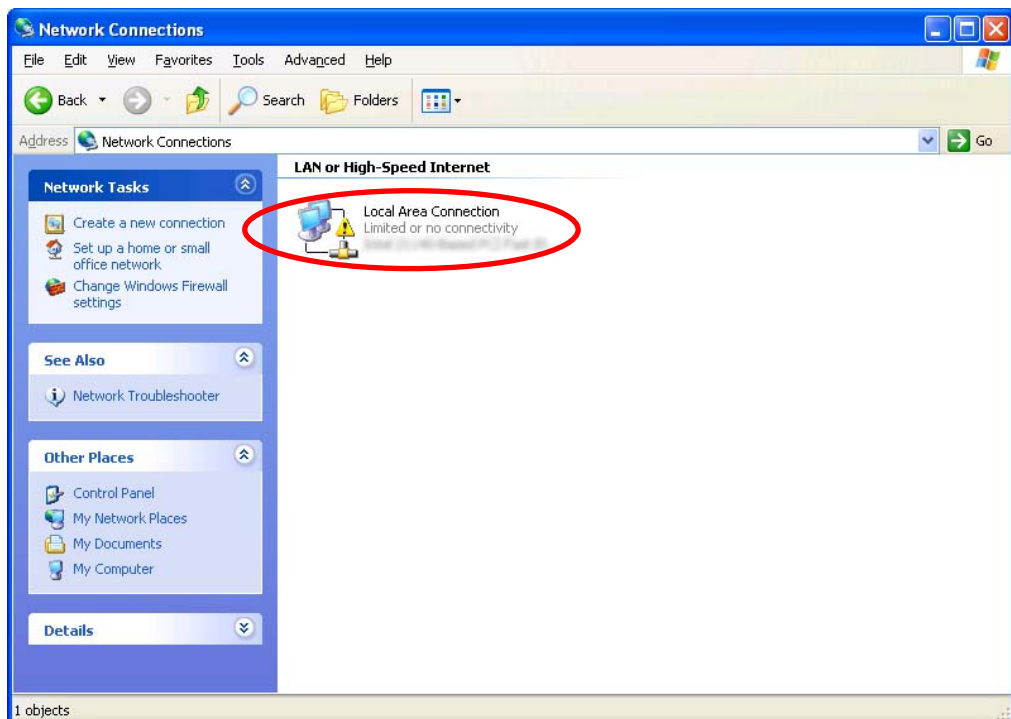 Network Connections
File Edit View Favorites Tools Advanced Help
Back Search Folders
Address Network Connections Go
LAN or High-Speed Internet
Network Tasks
Create a new connection
Set up a home or small
office network
Change Windows Firewall
settings
Local Area Connection
Limited or no connectivity
See Also
Network Troubleshooter
Other Places
Control Panel
My Network Places
My Documents
My Computer
Details
1 objects